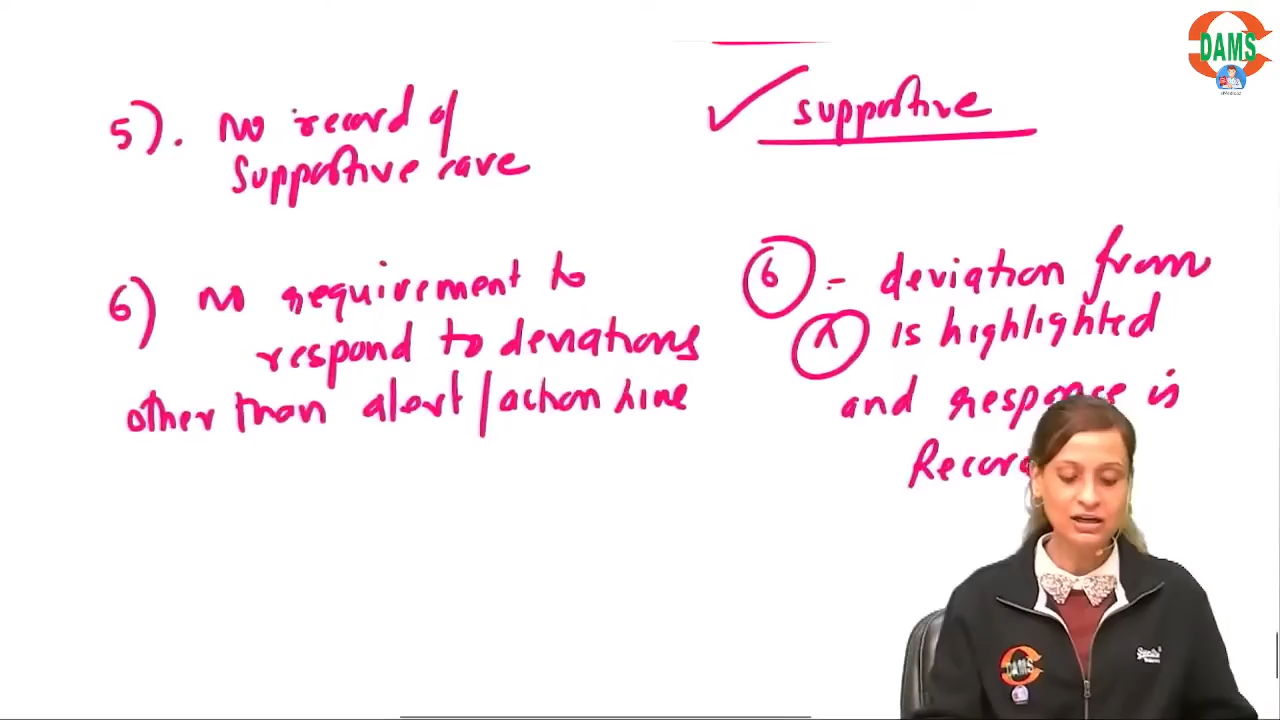 DAMS
5). no record of
supportive care
✓ supportive
6) no requirement to
respond to deviations
other than alert/action line
6 - deviation from
is highlighted
and response is
DAMS